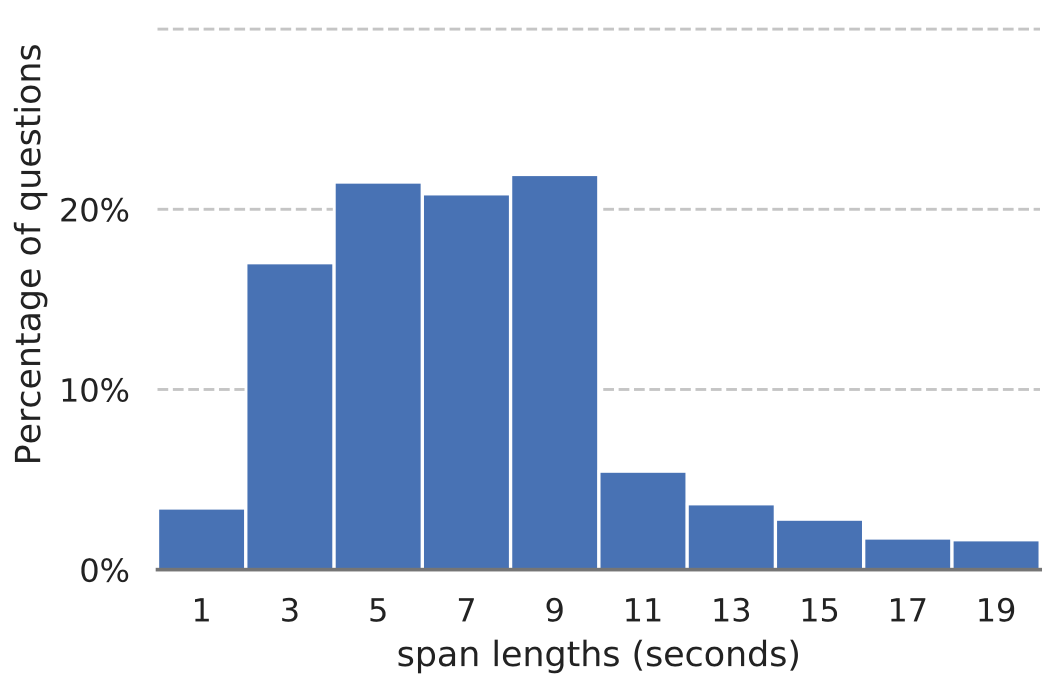 Percentage of questions
20%
10%
0%
1 3 5 7 9 11 13 15 17 19
span lengths (seconds)